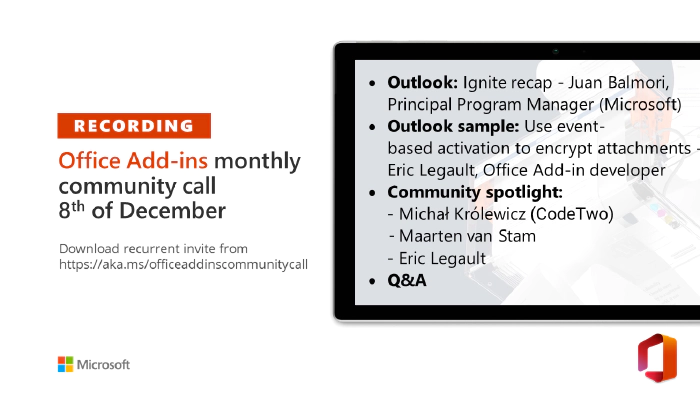 RECORDING
Office Add-ins monthly
community call
8th of December
Download recurrent invite from
https://aka.ms/officeaddinscommunitycall
Microsoft
• Outlook: Ignite recap - Juan Balmori,
Principal Program Manager (Microsoft)
• Outlook sample: Use event-
based activation to encrypt attachments -
Eric Legault, Office Add-in developer
• Community spotlight:
- Michał Królewicz (CodeTwo)
- Maarten van Stam
- Eric Legault
• Q&A